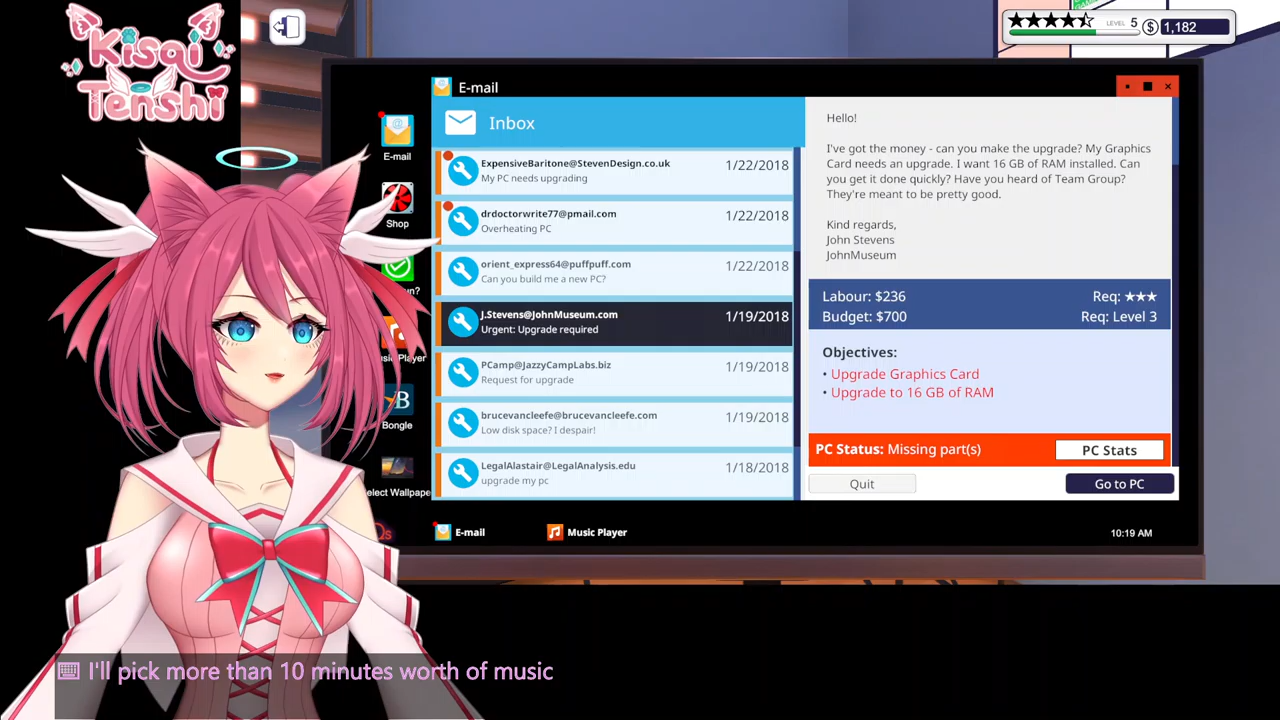 Kisai
Tenshi
LEVEL 5
$ 1,182
E-mail
Inbox
ExpensiveBaritone@StevenDesign.co.uk 1/22/2018
My PC needs upgrading
drdoctorwrite77@pmail.com 1/22/2018
Overheating PC
orient_express64@puffpuff.com 1/22/2018
Can you build me a new PC?
J.Stevens@JohnMuseum.com 1/19/2018
Urgent: Upgrade required
PCamp@JazzyCampLabs.biz 1/19/2018
Request for upgrade
brucevancleefe@brucevancleefe.com 1/19/2018
Low disk space? I despair!
LegalAlastair@LegalAnalysis.edu 1/18/2018
upgrade my pc
Hello!
I've got the money - can you make the upgrade? My Graphics
Card needs an upgrade. I want 16 GB of RAM installed. Can
you get it done quickly? Have you heard of Team Group?
They're meant to be pretty good.
Kind regards,
John Stevens
JohnMuseum
Labour: $236 Req: ★★★
Budget: $700 Req: Level 3
Objectives:
• Upgrade Graphics Card
• Upgrade to 16 GB of RAM
PC Status: Missing part(s) PC Stats
Quit Go to PC
E-mail
Shop
Player
B
Bongle
elect Wallpape
E-mail
Music Player
10:19 AM
I'll pick more than 10 minutes worth of music